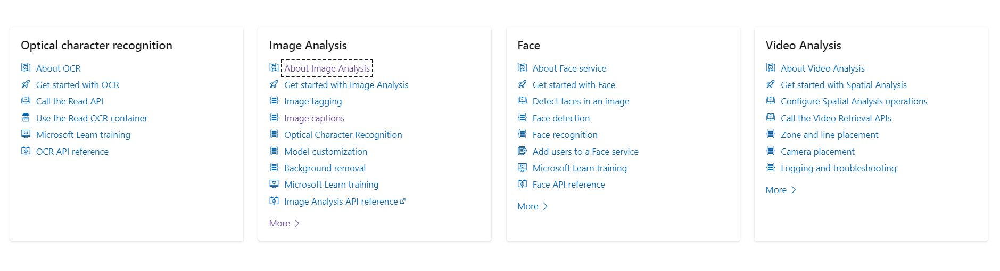 Optical character recognition
About OCR
Get started with OCR
Call the Read API
Use the Read OCR container
Microsoft Learn training
OCR API reference
Image Analysis
About Image Analysis
Get started with Image Analysis
Image tagging
Image captions
Optical Character Recognition
Model customization
Background removal
Microsoft Learn training
Image Analysis API reference
More
Face
About Face service
Get started with Face
Detect faces in an image
Face detection
Face recognition
Add users to a Face service
Microsoft Learn training
Face API reference
More
Video Analysis
About Video Analysis
Get started with Spatial Analysis
Configure Spatial Analysis operations
Call the Video Retrieval APIs
Zone and line placement
Camera placement
Logging and troubleshooting
More